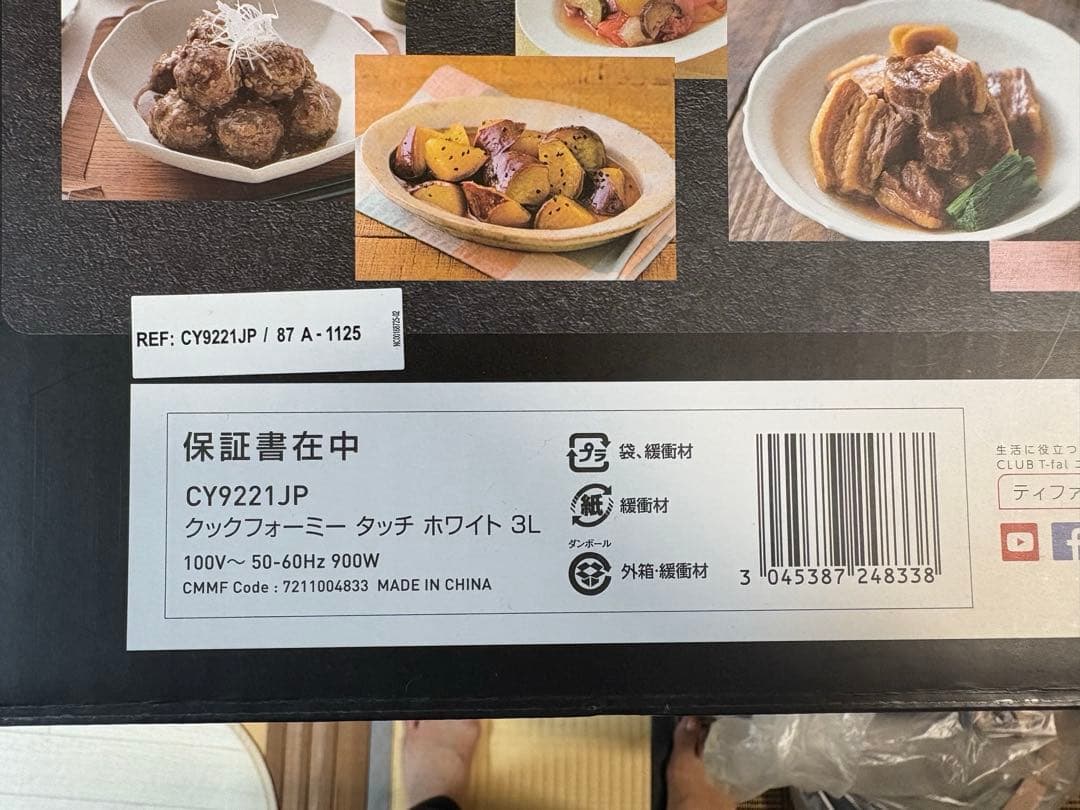 REF: CY9221JP / 87 A - 1125
保証書在中
CY9221JP
クックフォーミー タッチ ホワイト 3L
100V～ 50-60Hz 900W
CMMF Code : 7211004833 MADE IN CHINA
プラ 袋、緩衝材
紙 緩衝材
ダンボール
外箱・緩衝材
3 045387 248338
生活に役立つ
CLUB T-fal
ティファ